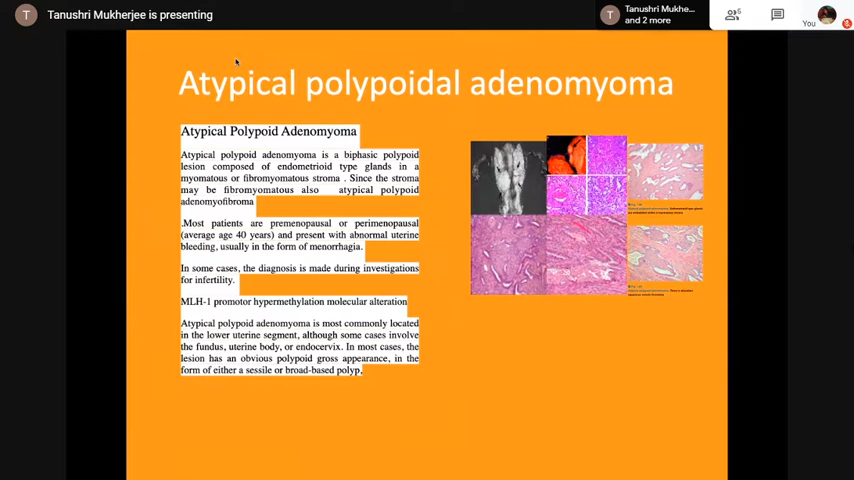 T
Tanushri Mukherjee is presenting
T
Tanushri Mukhe...
and 2 more
6
You
Atypical polypoidal adenomyoma
Atypical Polypoid Adenomyoma
Atypical polypoid adenomyoma is a biphasic polypoid
lesion composed of endometrioid type glands in a
myomatous or fibromyomatous stroma . Since the stroma
may be fibromyomatous also atypical polypoid
adenomyofibroma
.Most patients are premenopausal or perimenopausal
(average age 40 years) and present with abnormal uterine
bleeding, usually in the form of menorrhagia.
In some cases, the diagnosis is made during investigations
for infertility.
MLH-1 promotor hypermethylation molecular alteration
Atypical polypoid adenomyoma is most commonly located
in the lower uterine segment, although some cases involve
the fundus, uterine body, or endocervix. In most cases, the
lesion has an obvious polypoid gross appearance, in the
form of either a sessile or broad-based polyp,